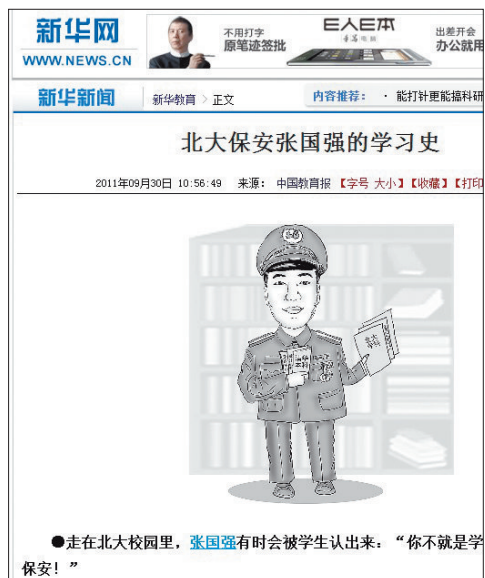 新华网
WWW.NEWS.CN
不用打字
原笔迹签批
E人E本
出差开会
办公就用
新华新闻
新华教育 > 正文
内容推荐： · 能打针更能搞科研
北大保安张国强的学习史
2011年09月30日 10:56:49 来源： 中国教育报 【字号 大小】【收藏】【打印
●走在北大校园里，张国强有时会被学生认出来：“你不就是学
保安！”